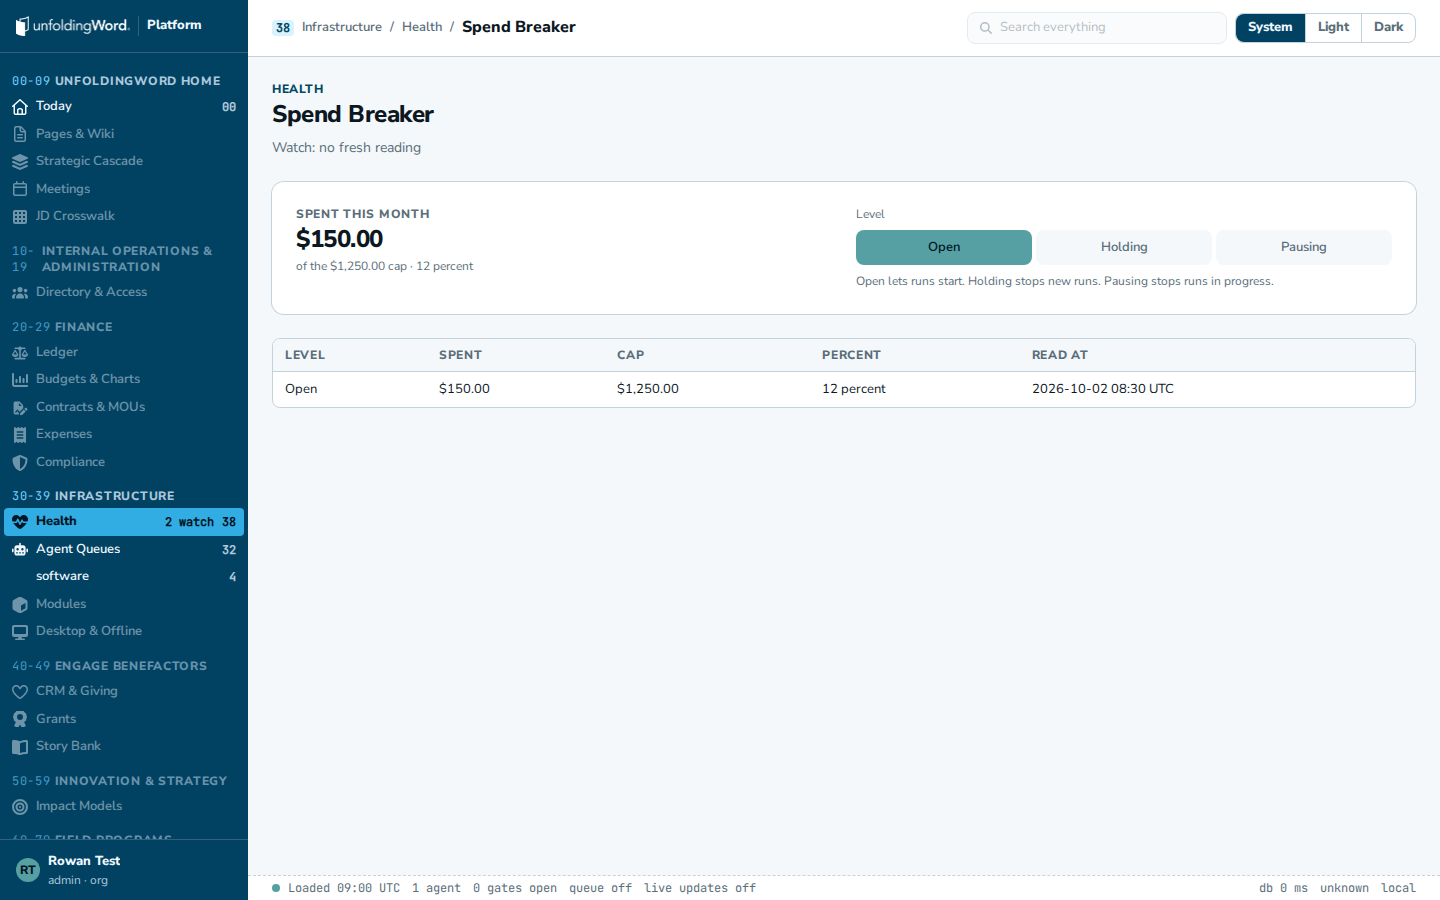 unfoldingWord Platform
00-09 UNFOLDINGWORD HOME
Today 00
Pages & Wiki
Strategic Cascade
Meetings
JD Crosswalk
10-19 INTERNAL OPERATIONS & ADMINISTRATION
Directory & Access
20-29 FINANCE
Ledger
Budgets & Charts
Contracts & MOUs
Expenses
Compliance
30-39 INFRASTRUCTURE
Health 2 watch 38
Agent Queues 32
software 4
Modules
Desktop & Offline
40-49 ENGAGE BENEFACTORS
CRM & Giving
Grants
Story Bank
50-59 INNOVATION & STRATEGY
Impact Models
RT Rowan Test
admin · org
38 Infrastructure / Health / Spend Breaker
Search everything
System Light Dark
HEALTH
Spend Breaker
Watch: no fresh reading
SPENT THIS MONTH
$150.00
of the $1,250.00 cap · 12 percent
Level
Open Holding Pausing
Open lets runs start. Holding stops new runs. Pausing stops runs in progress.
LEVEL SPENT CAP PERCENT READ AT
Open $150.00 $1,250.00 12 percent 2026-10-02 08:30 UTC
Loaded 09:00 UTC 1 agent 0 gates open queue off live updates off
db 0 ms unknown local